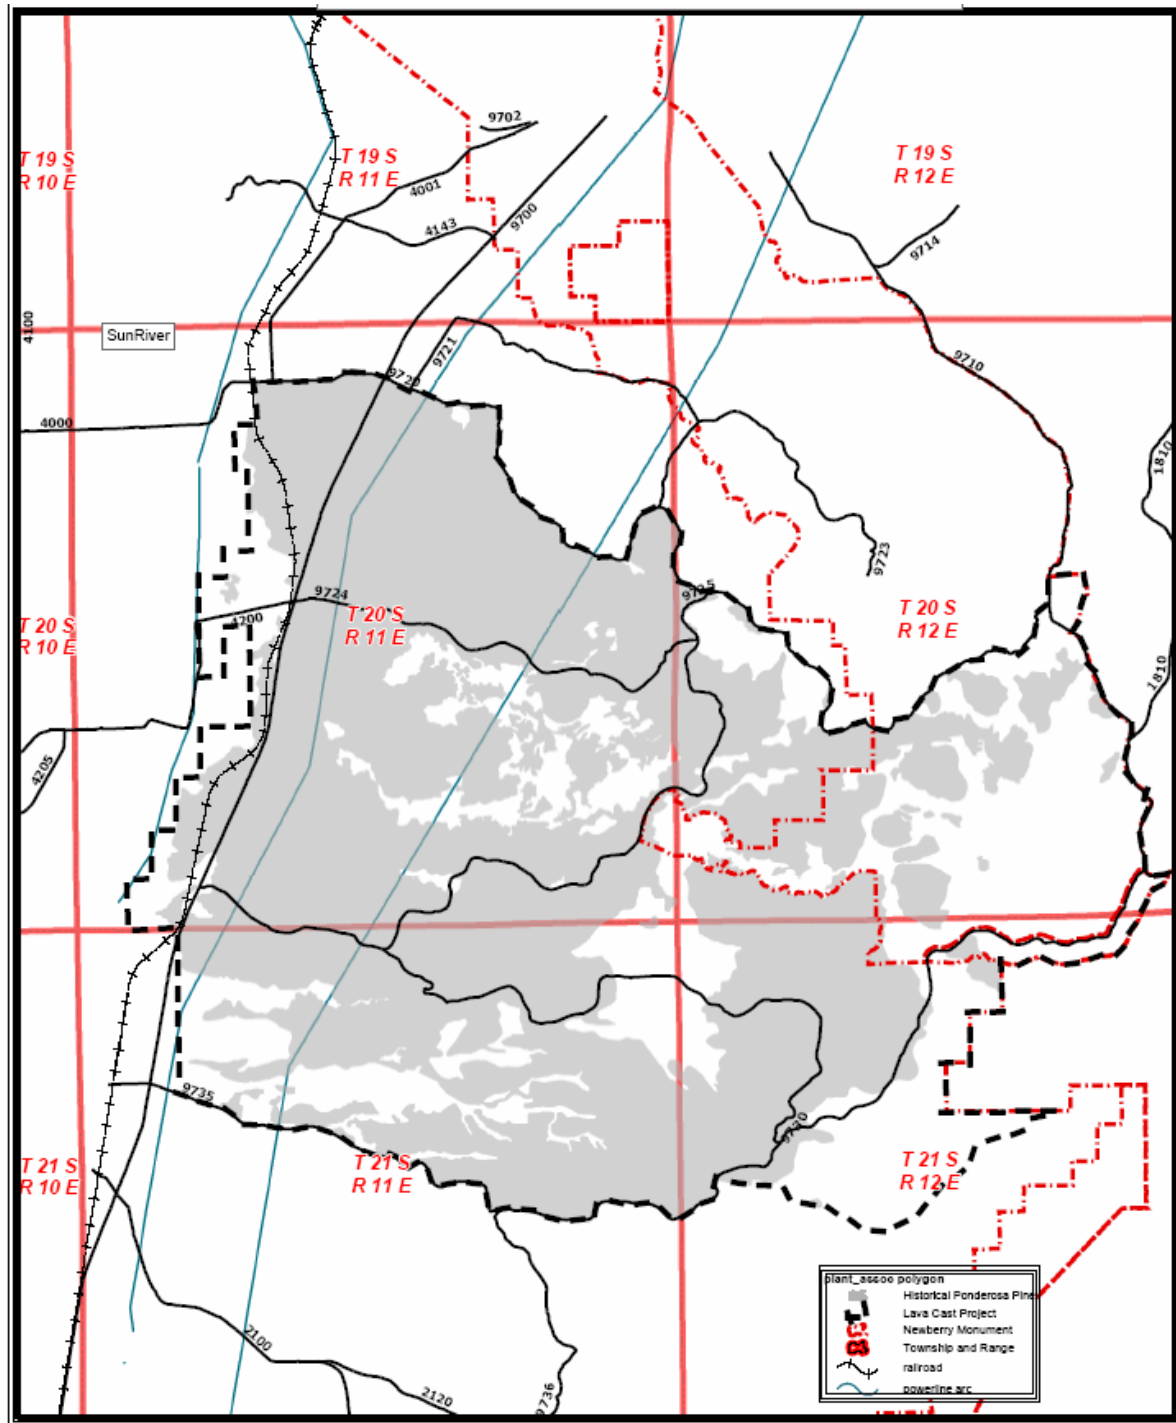 9702
T 19 S
R 10 E
T 19 S
R 11 E
4001
T 19 S
R 12 E
9700
4143
9714
4100
SunRiver
9721
9710
9720
4000
1810
9723
9724
4200
9725
T 20 S
R 10 E
T 20 S
R 11 E
T 20 S
R 12 E
1810
4205
9735
T 21 S
R 10 E
T 21 S
R 11 E
T 21 S
R 12 E
2100
2120
9736
plant_assoc polygon
Historical Ponderosa Pine
Lava Cast Project
Newberry Monument
Township and Range
railroad
powerline arc